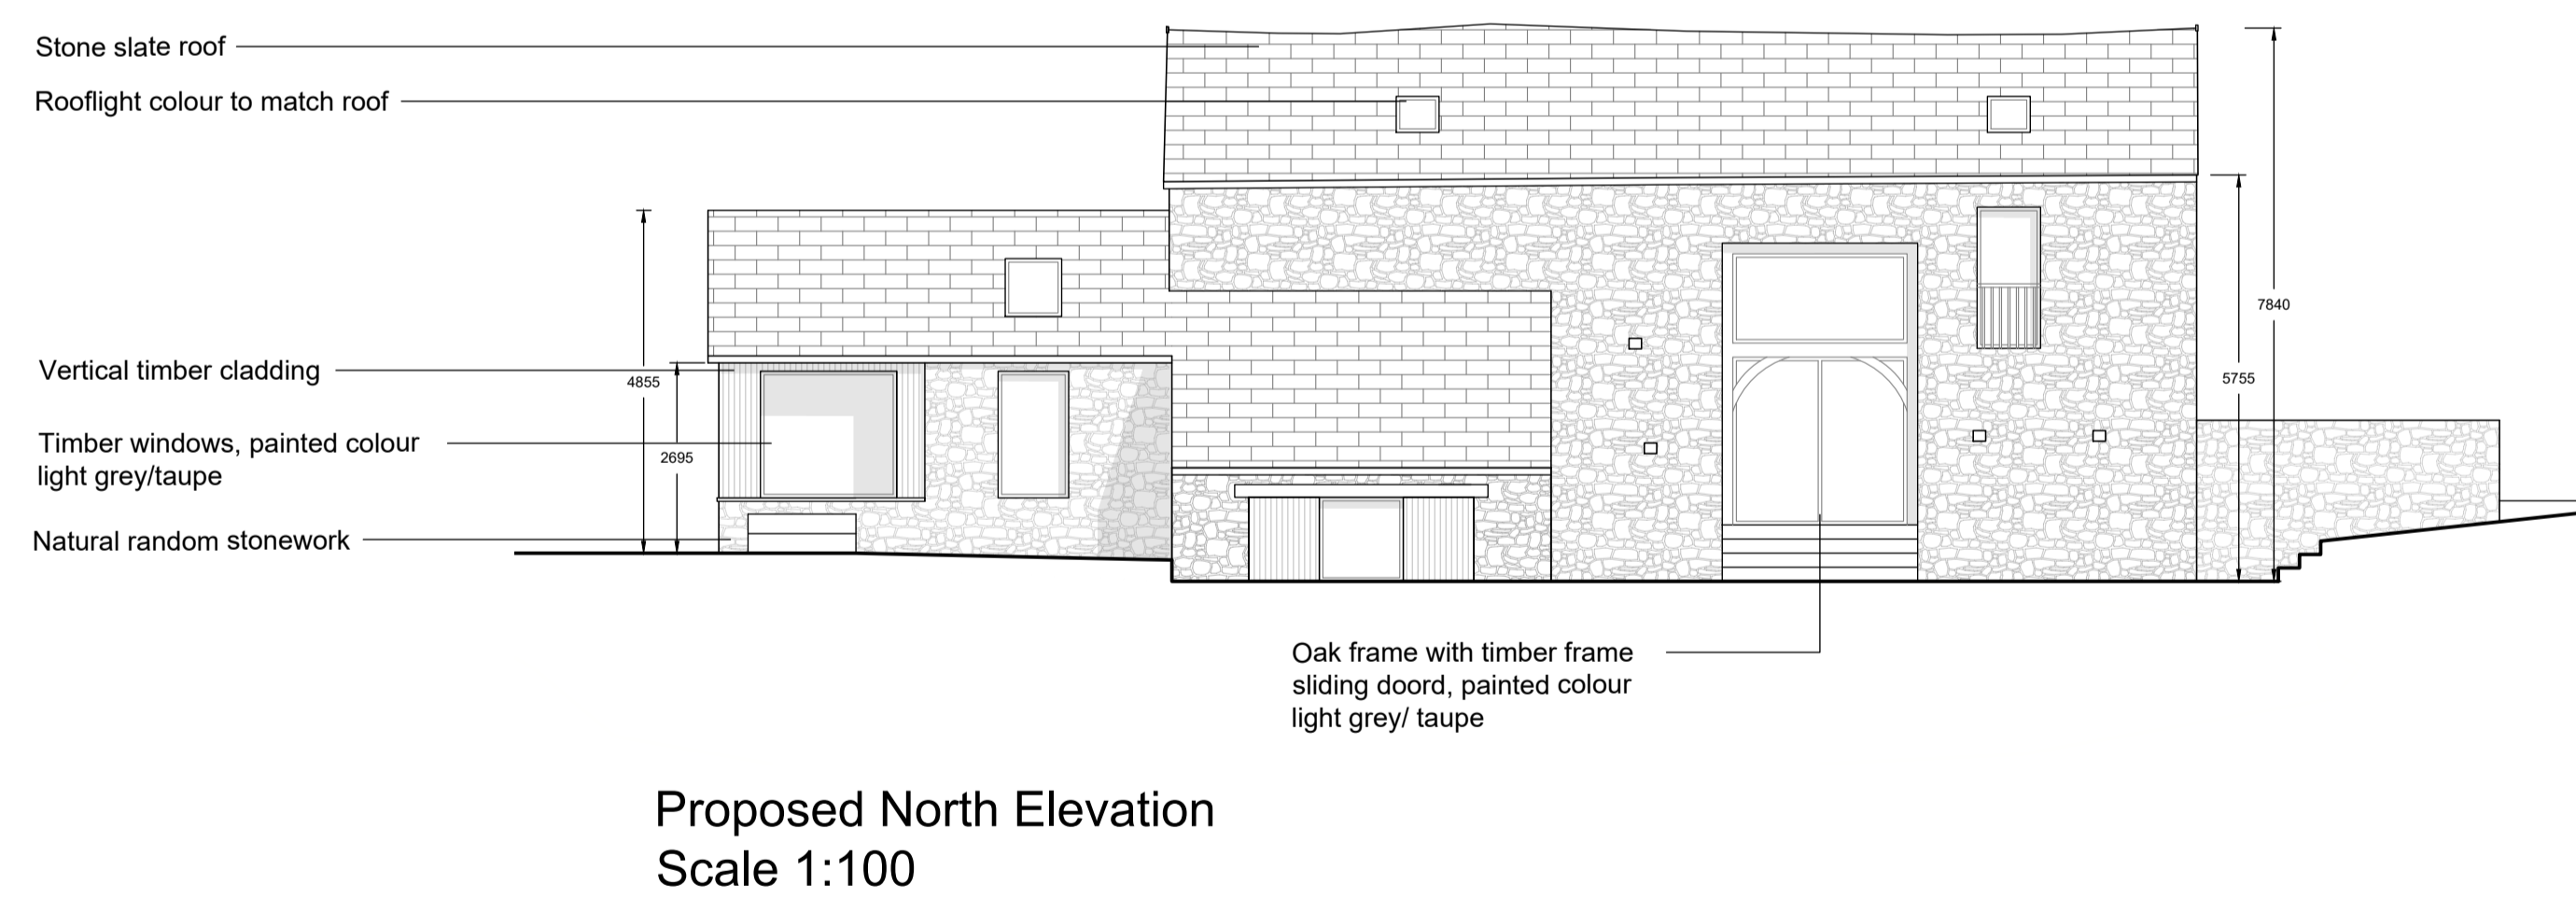 Stone slate roof
Rooflight colour to match roof
7840
Vertical timber cladding
4855
5755
Timber windows, painted colour
light grey/taupe
2695
Natural random stonework
Oak frame with timber frame
sliding doord, painted colour
light grey/ taupe
Proposed North Elevation
Scale 1:100